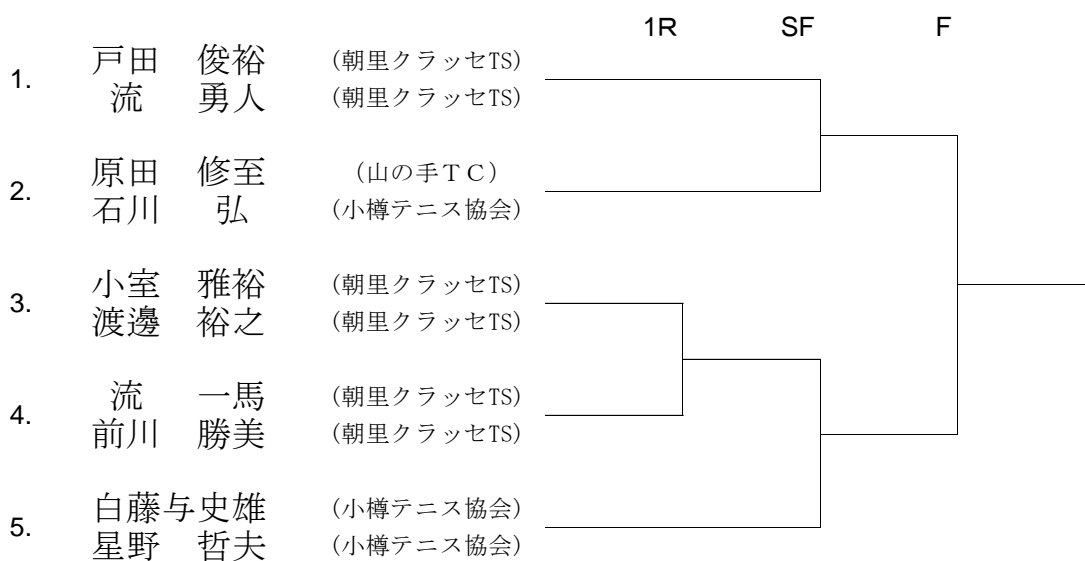 1R SF F
1. 戸田 俊裕 (朝里クラッセTS)
流 勇人 (朝里クラッセTS)
2. 原田 修至 (山の手ＴＣ)
石川 弘 (小樽テニス協会)
3. 小室 雅裕 (朝里クラッセTS)
渡邊 裕之 (朝里クラッセTS)
4. 流 一馬 (朝里クラッセTS)
前川 勝美 (朝里クラッセTS)
5. 白藤与史雄 (小樽テニス協会)
星野 哲夫 (小樽テニス協会)